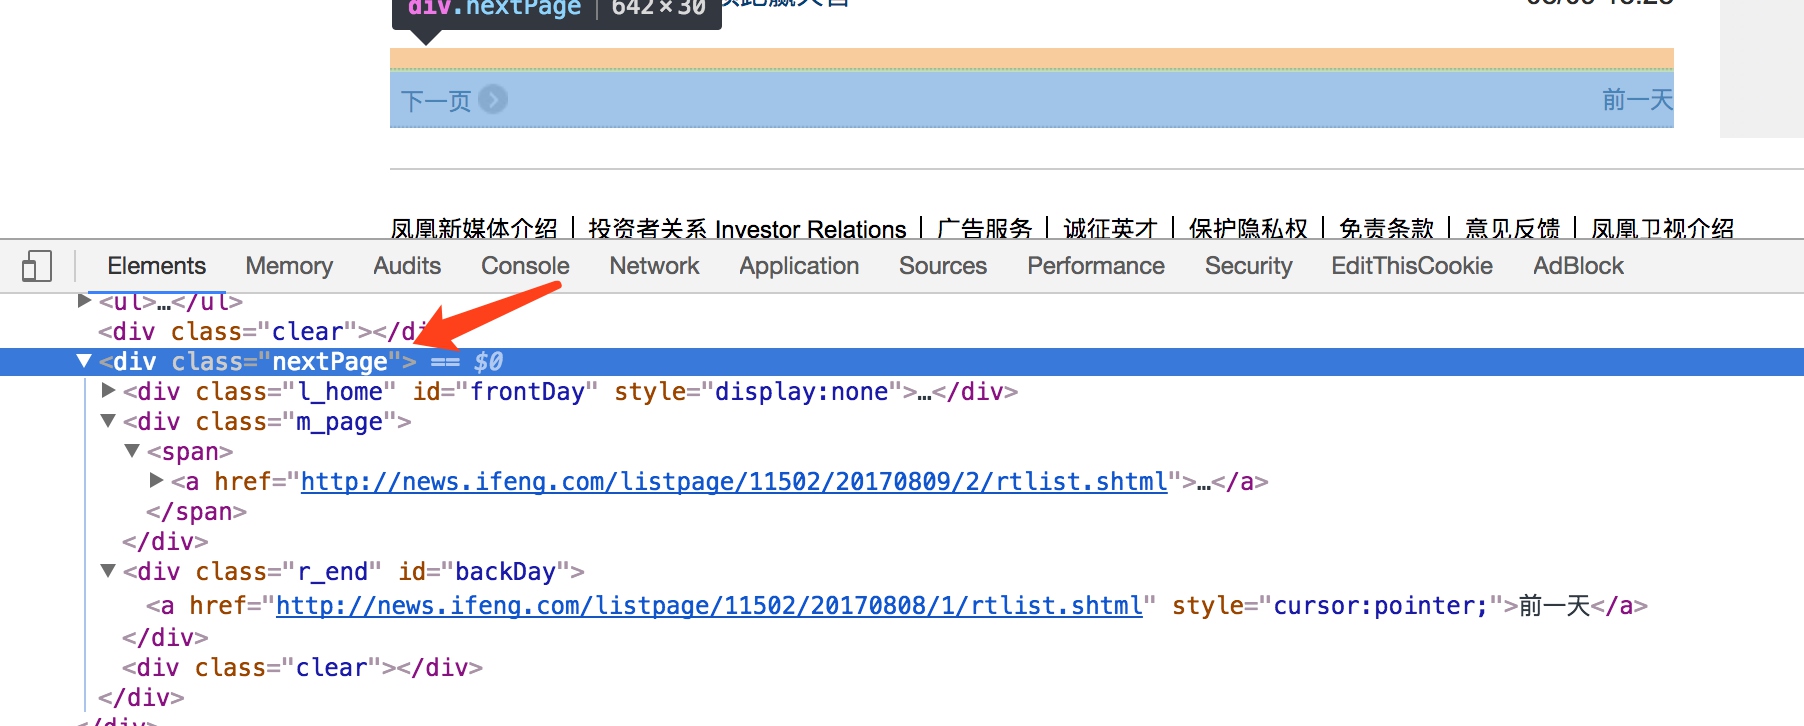 div.nextPage | 642×30
下一页
前一天
凤凰新媒体介绍 | 投资者关系 Investor Relations | 广告服务 | 诚征英才 | 保护隐私权 | 免责条款 | 意见反馈 | 凤凰卫视介绍
Elements Memory Audits Console Network Application Sources Performance Security EditThisCookie AdBlock
<ul>…</ul>
<div class="clear"></di
<div class="nextPage"> == $0
<div class="l_home" id="frontDay" style="display:none">…</div>
<div class="m_page">
<span>
<a href="http://news.ifeng.com/listpage/11502/20170809/2/rtlist.shtml">…</a>
</span>
</div>
<div class="r_end" id="backDay">
<a href="http://news.ifeng.com/listpage/11502/20170808/1/rtlist.shtml" style="cursor:pointer;">前一天</a>
</div>
<div class="clear"></div>
</div>
</div>